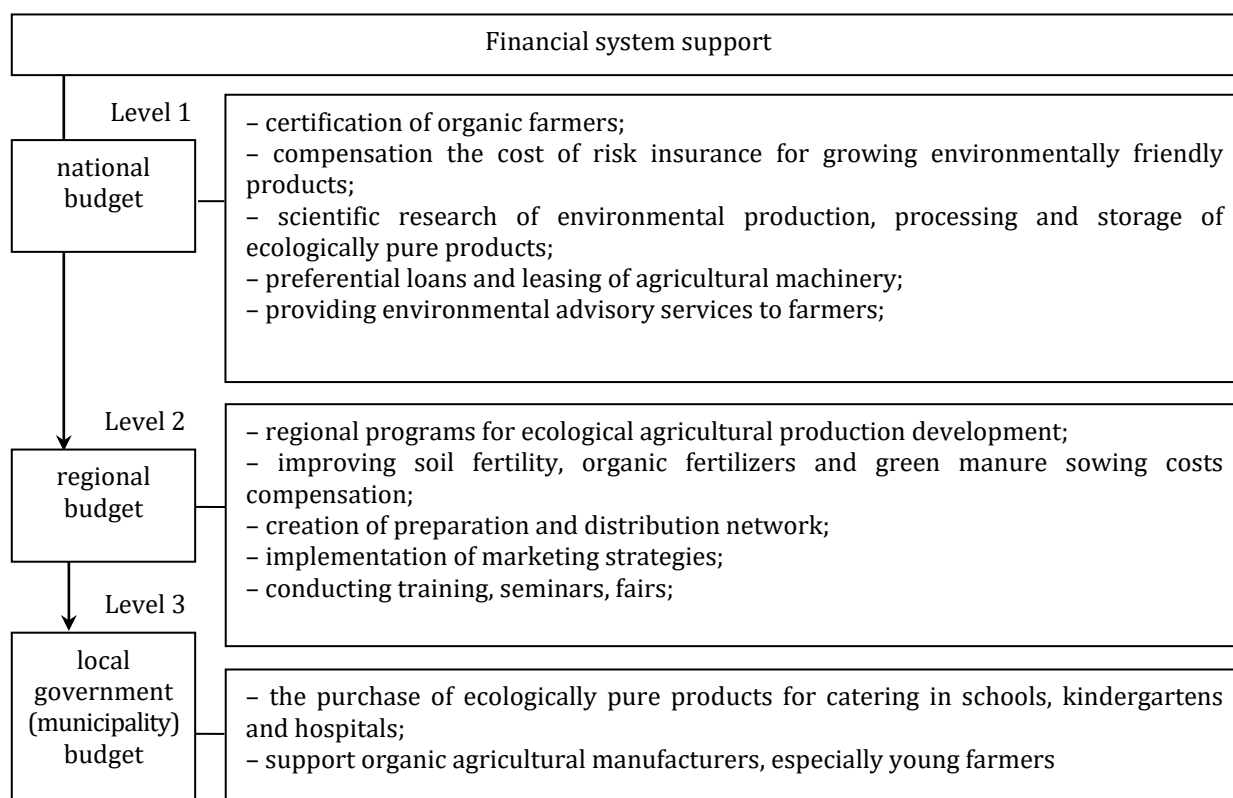 Financial system support
Level 1
national
budget
– certification of organic farmers;
– compensation the cost of risk insurance for growing environmentally friendly
products;
– scientific research of environmental production, processing and storage of
ecologically pure products;
– preferential loans and leasing of agricultural machinery;
– providing environmental advisory services to farmers;
Level 2
regional
budget
– regional programs for ecological agricultural production development;
– improving soil fertility, organic fertilizers and green manure sowing costs
compensation;
– creation of preparation and distribution network;
– implementation of marketing strategies;
– conducting training, seminars, fairs;
Level 3
local
government
(municipality)
budget
– the purchase of ecologically pure products for catering in schools, kindergartens
and hospitals;
– support organic agricultural manufacturers, especially young farmers